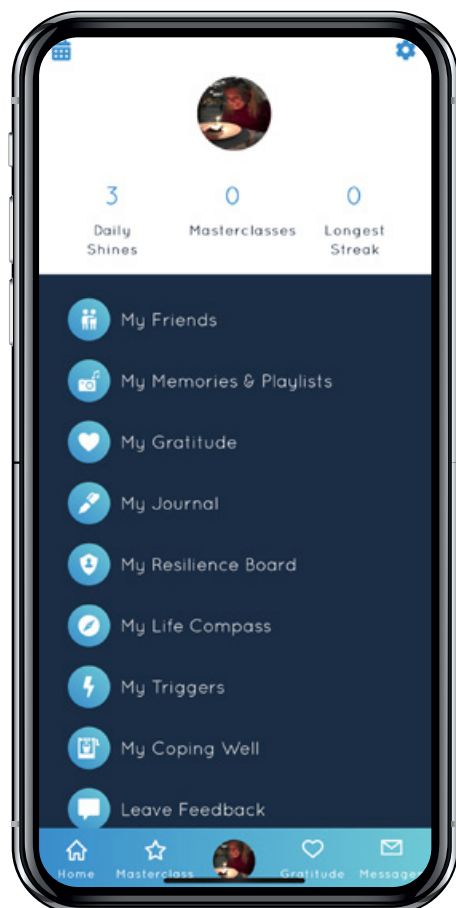 3 0 0
Daily Masterclasses Longest
Shines Streak
My Friends
My Memories & Playlists
My Gratitude
My Journal
My Resilience Board
My Life Compass
My Triggers
My Coping Well
Leave Feedback
Home Masterclass Gratitude Messages